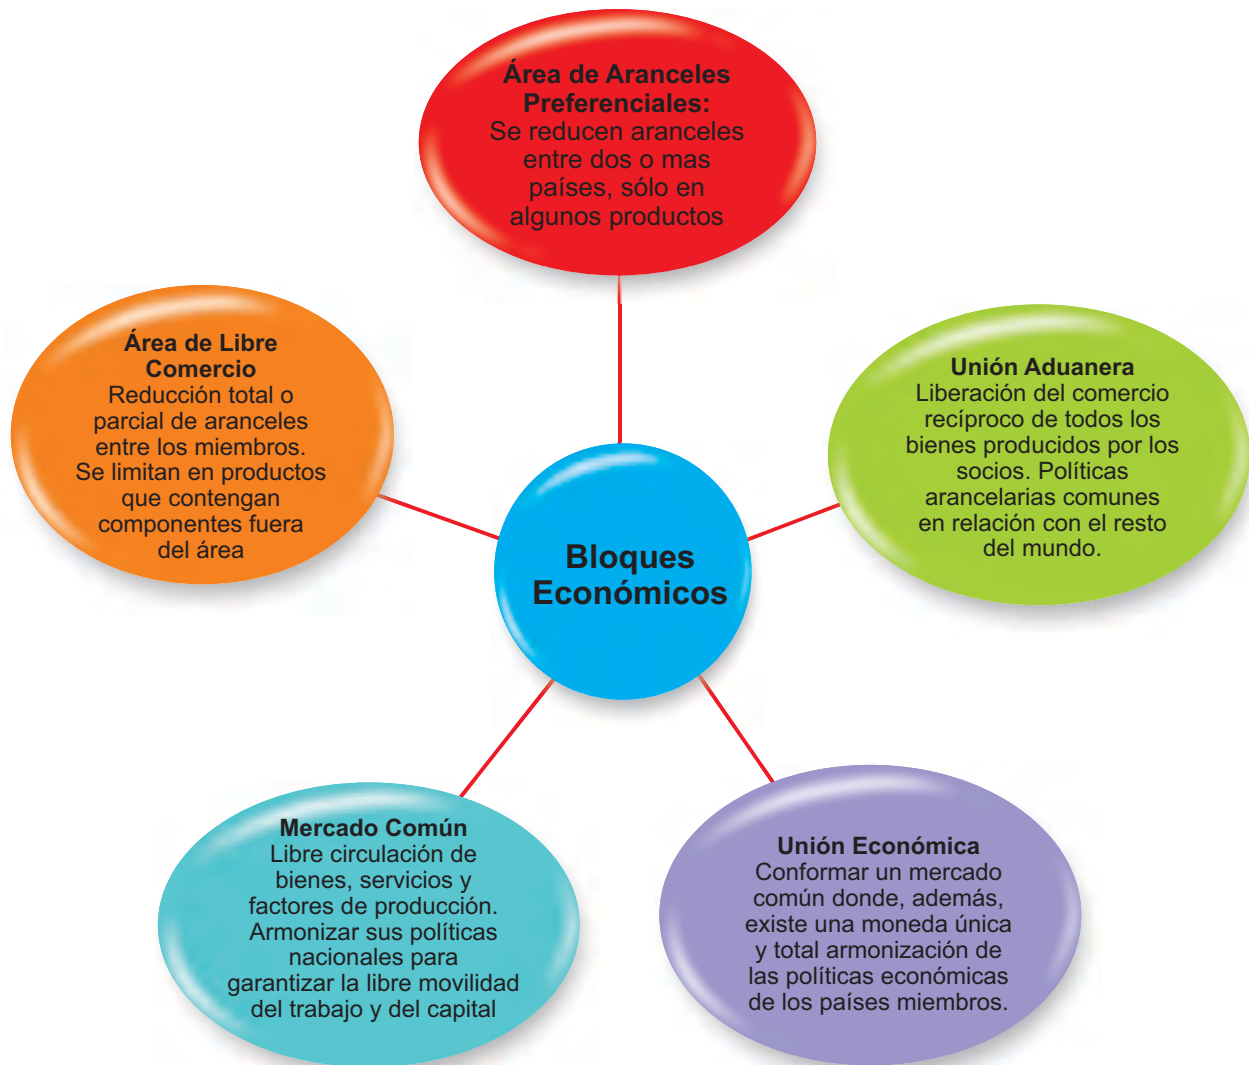 Área de Aranceles
Preferenciales:
Se reducen aranceles
entre dos o mas
países, sólo en
algunos productos
Área de Libre
Comercio
Reducción total o
parcial de aranceles
entre los miembros.
Se limitan en productos
que contengan
componentes fuera
del área
Unión Aduanera
Liberación del comercio
recíproco de todos los
bienes producidos por los
socios. Políticas
arancelarias comunes
en relación con el resto
del mundo.
Bloques
Económicos
Mercado Común
Libre circulación de
bienes, servicios y
factores de producción.
Armonizar sus políticas
nacionales para
garantizar la libre movilidad
del trabajo y del capital
Unión Económica
Conformar un mercado
común donde, además,
existe una moneda única
y total armonización de
las políticas económicas
de los países miembros.